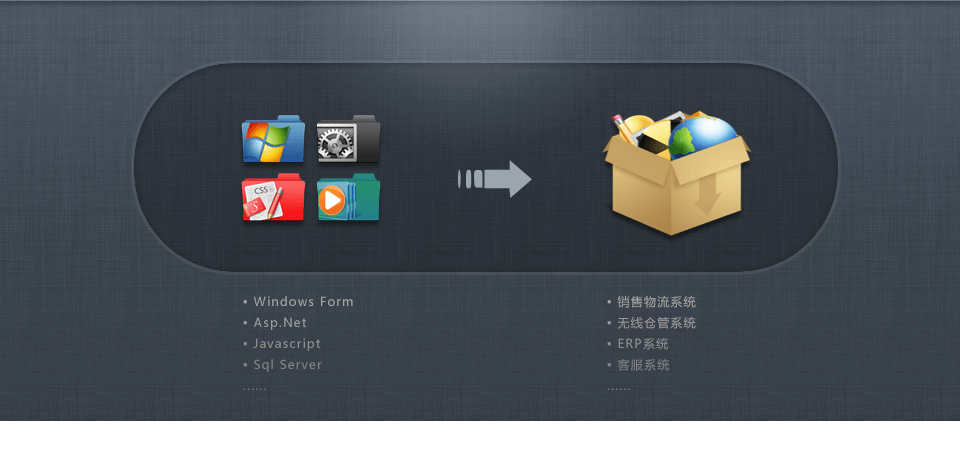 CSS
▪ Windows Form
▪ Asp.Net
▪ Javascript
▪ Sql Server
......
▪ 销售物流系统
▪ 无线仓管系统
▪ ERP系统
▪ 客服系统
......